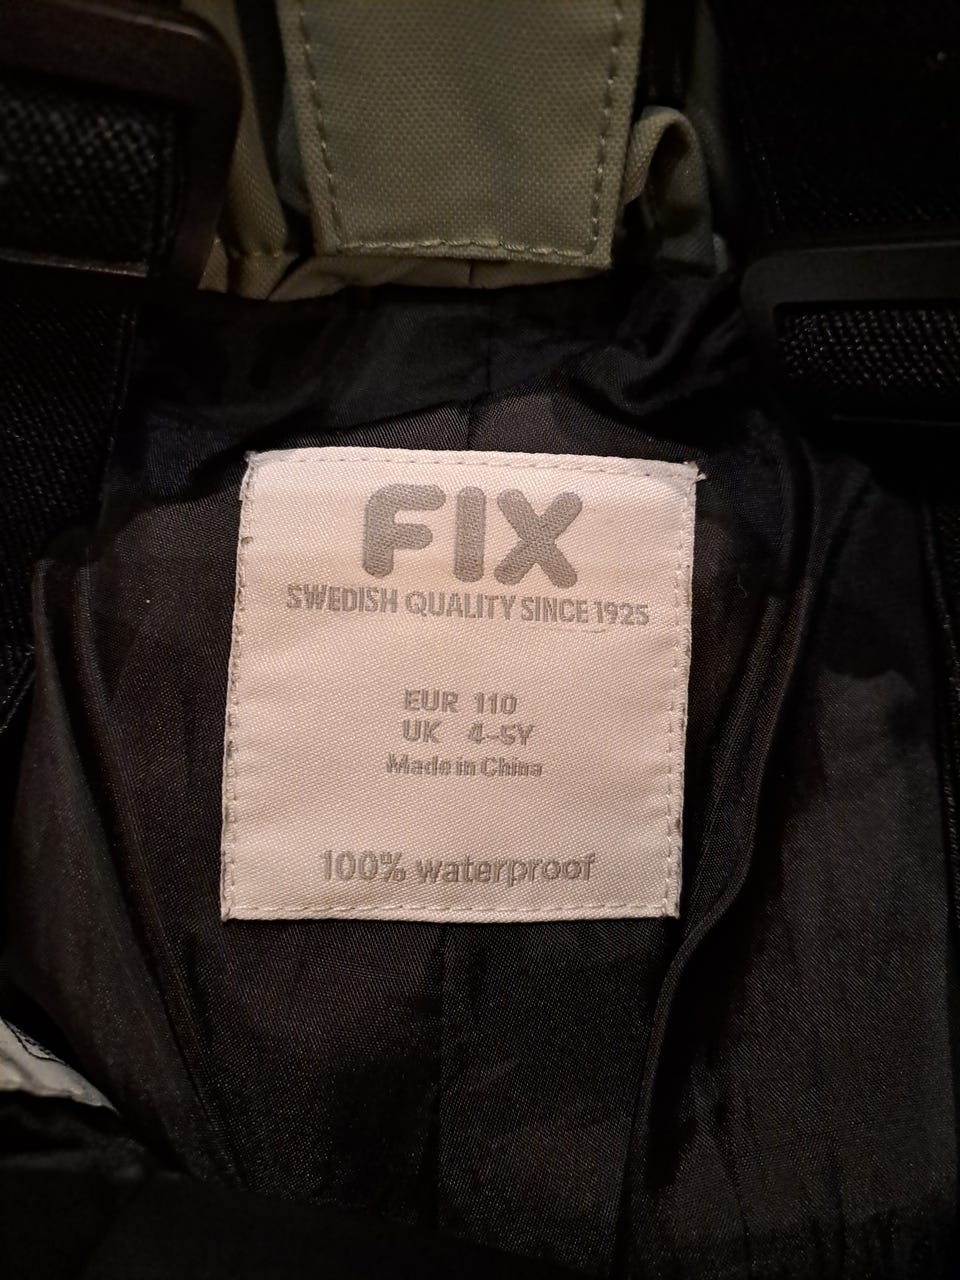 FIX
SWEDISH QUALITY SINCE 1925
EUR 110
UK 4-5Y
Made in China
100% waterproof